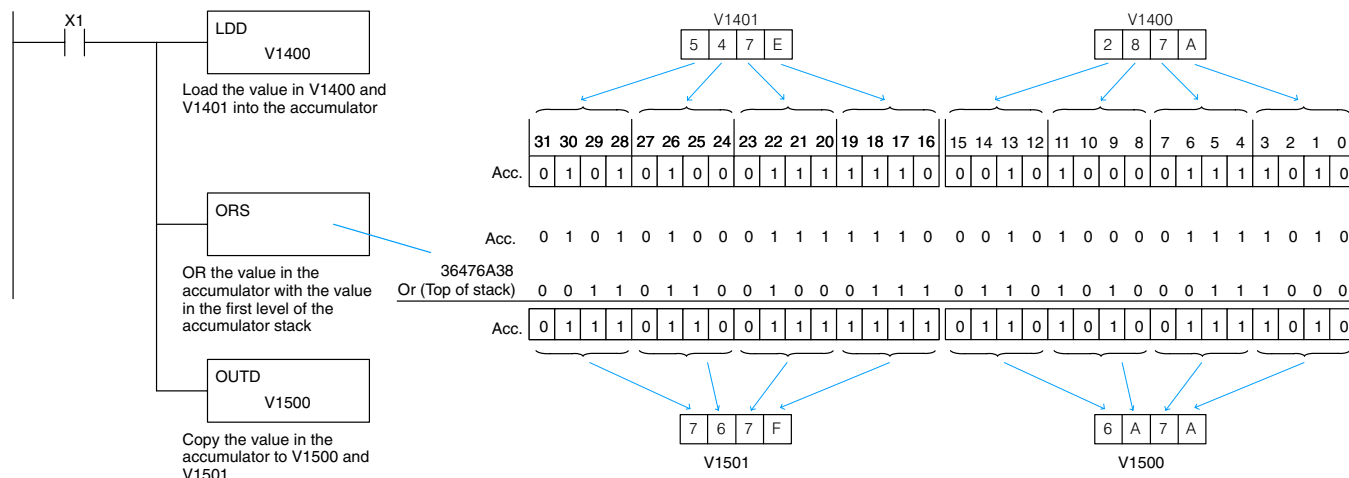 X1
LDD
V1400
Load the value in V1400 and
V1401 into the accumulator
ORS
OR the value in the
accumulator with the value
in the first level of the
accumulator stack
OUTD
V1500
Copy the value in the
accumulator to V1500 and
V1501
V1401
5 4 7 E
V1400
2 8 7 A
31 30 29 28 27 26 25 24 23 22 21 20 19 18 17 16 15 14 13 12 11 10 9 8 7 6 5 4 3 2 1 0
Acc. 0 1 0 1 0 1 0 0 0 1 1 1 1 1 1 0 0 0 1 0 1 0 0 0 0 1 1 1 1 0 1 0
Acc. 0 1 0 1 0 1 0 0 0 1 1 1 1 1 1 0 0 0 1 0 1 0 0 0 0 1 1 1 1 0 1 0
36476A38
Or (Top of stack) 0 0 1 1 0 1 1 0 0 1 0 0 0 1 1 1 0 1 1 0 1 0 1 0 0 0 1 1 1 0 0 0
Acc. 0 1 1 1 0 1 1 0 0 1 1 1 1 1 1 1 0 1 1 0 1 0 1 0 0 1 1 1 1 0 1 0
7 6 7 F
V1501
6 A 7 A
V1500